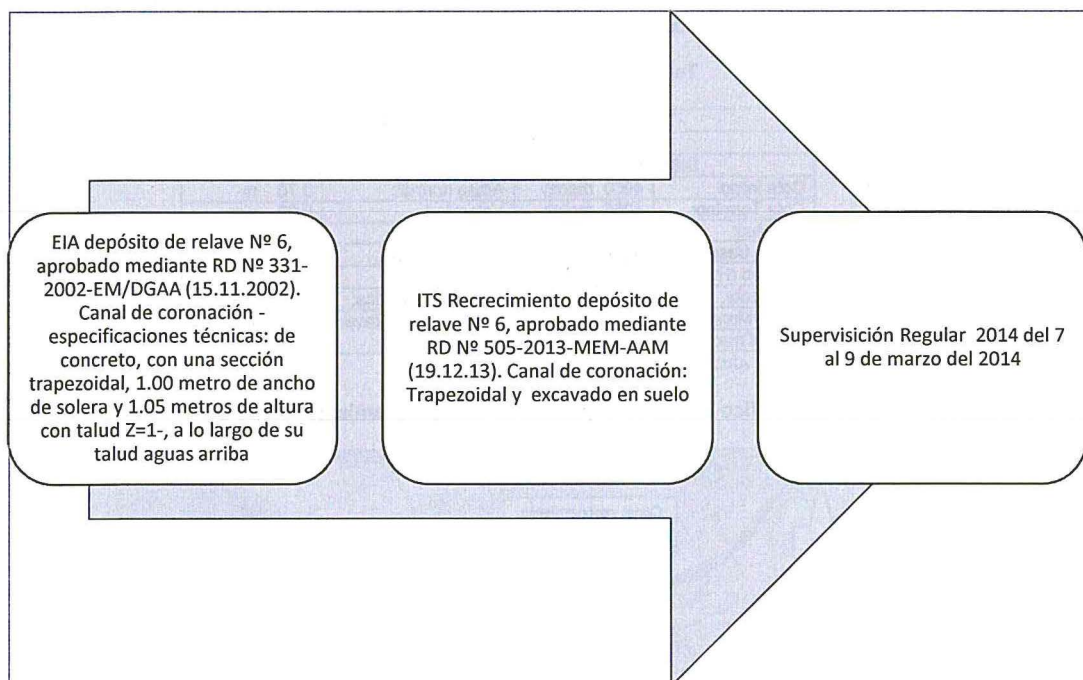 EIA depósito de relave Nº 6,
aprobado mediante RD Nº 331-
2002-EM/DGAA (15.11.2002).
Canal de coronación -
especificaciones técnicas: de
concreto, con una sección
trapezoidal, 1.00 metro de ancho
de solera y 1.05 metros de altura
con talud Z=1-, a lo largo de su
talud aguas arriba
ITS Recrecimiento depósito de
relave Nº 6, aprobado mediante
RD Nº 505-2013-MEM-AAM
(19.12.13). Canal de coronación:
Trapezoidal y excavado en suelo
Supervisición Regular 2014 del 7
al 9 de marzo del 2014